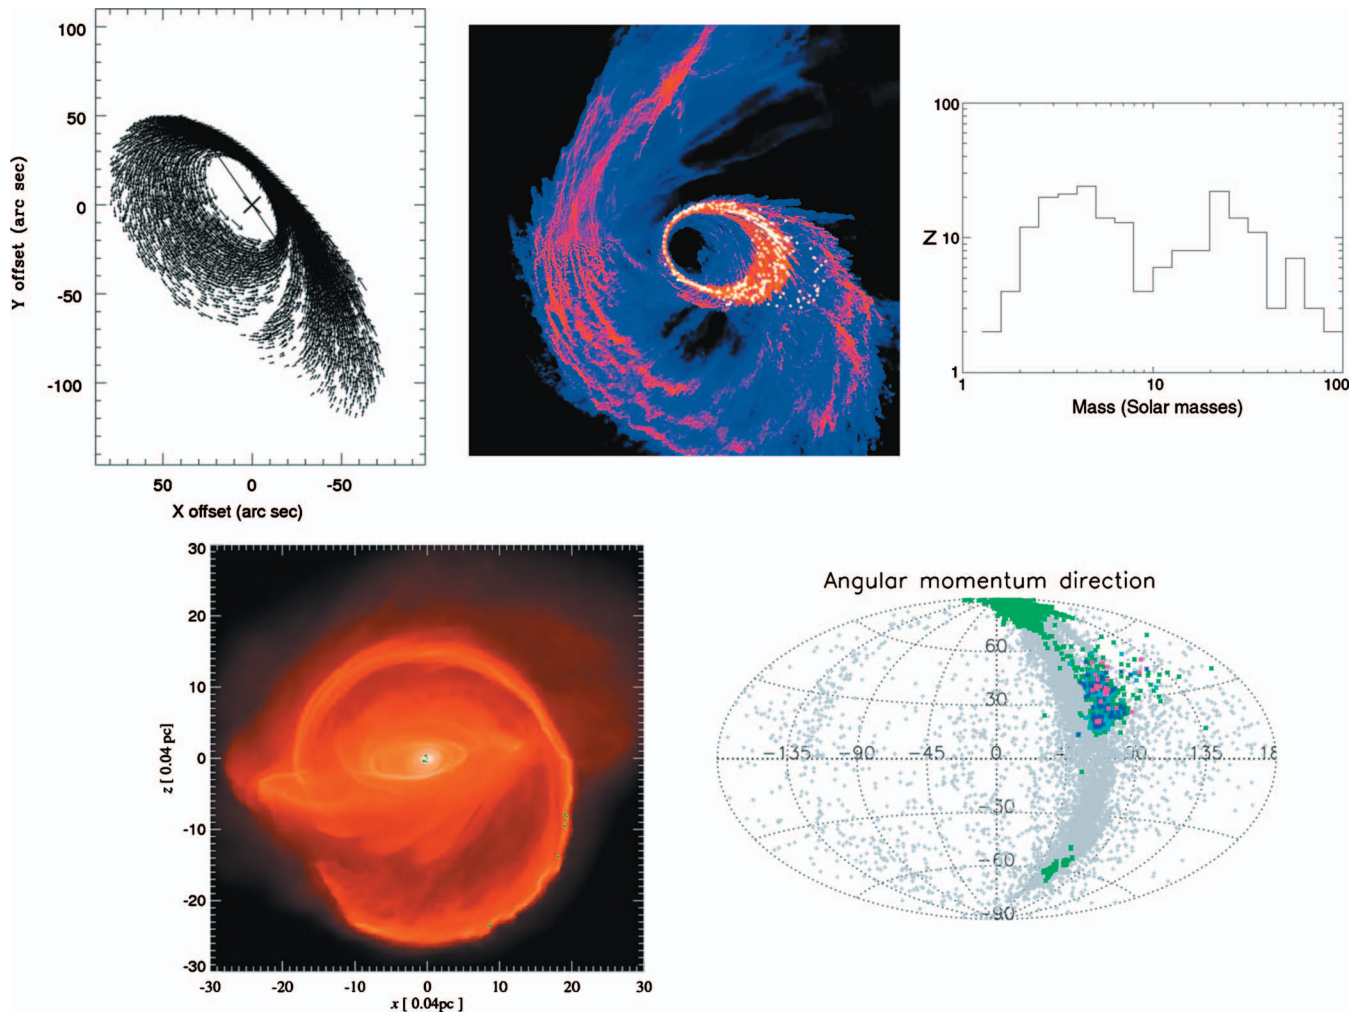 100
50
0
-50
-100
Y offset (arc sec)
50 0 -50
X offset (arc sec)
100
10
1
N
1 10 100
Mass (Solar masses)
30
20
10
0
-10
-20
-30
z [ 0.04 pc]
-30 -20 -10 0 10 20 30
x [ 0.04pc ]
Angular momentum direction
60
30
-135 -90 -45 0 90 135
-30
-60
-90